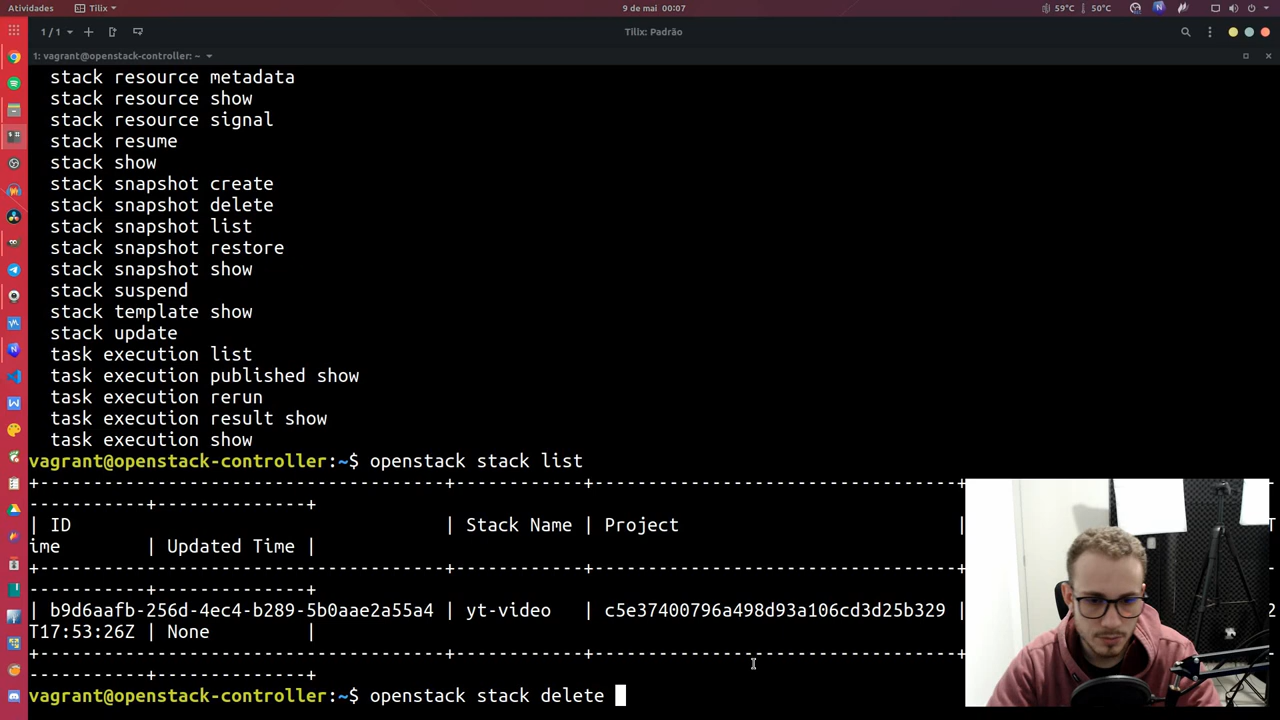 Atividades
Tilix
9 de mai 00:07
59°C
50°C
1 / 1
Tilix: Padrão
1: vagrant@openstack-controller: ~
stack resource metadata
stack resource show
stack resource signal
stack resume
stack show
stack snapshot create
stack snapshot delete
stack snapshot list
stack snapshot restore
stack snapshot show
stack suspend
stack template show
stack update
task execution list
task execution published show
task execution rerun
task execution result show
task execution show
vagrant@openstack-controller:~$ openstack stack list
+--------------------------------------+------------+----------------------------------+
-----------+--------------+
| ID | Stack Name | Project | T
ime | Updated Time |
+--------------------------------------+------------+----------------------------------+
-----------+--------------+
| b9d6aafb-256d-4ec4-b289-5b0aae2a55a4 | yt-video | c5e37400796a498d93a106cd3d25b329 | 2
T17:53:26Z | None |
+--------------------------------------+------------+----------------------------------+
-----------+--------------+
vagrant@openstack-controller:~$ openstack stack delete